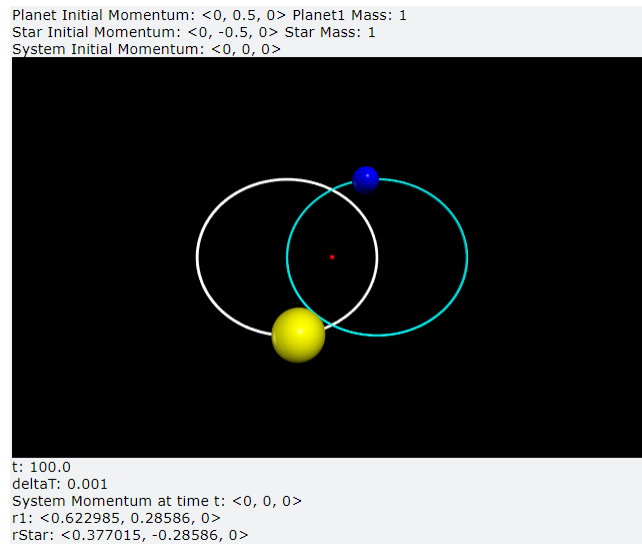 Planet Initial Momentum: <0, 0.5, 0> Planet1 Mass: 1
Star Initial Momentum: <0, -0.5, 0> Star Mass: 1
System Initial Momentum: <0, 0, 0>
t: 100.0
deltaT: 0.001
System Momentum at time t: <0, 0, 0>
r1: <0.622985, 0.28586, 0>
rStar: <0.377015, -0.28586, 0>